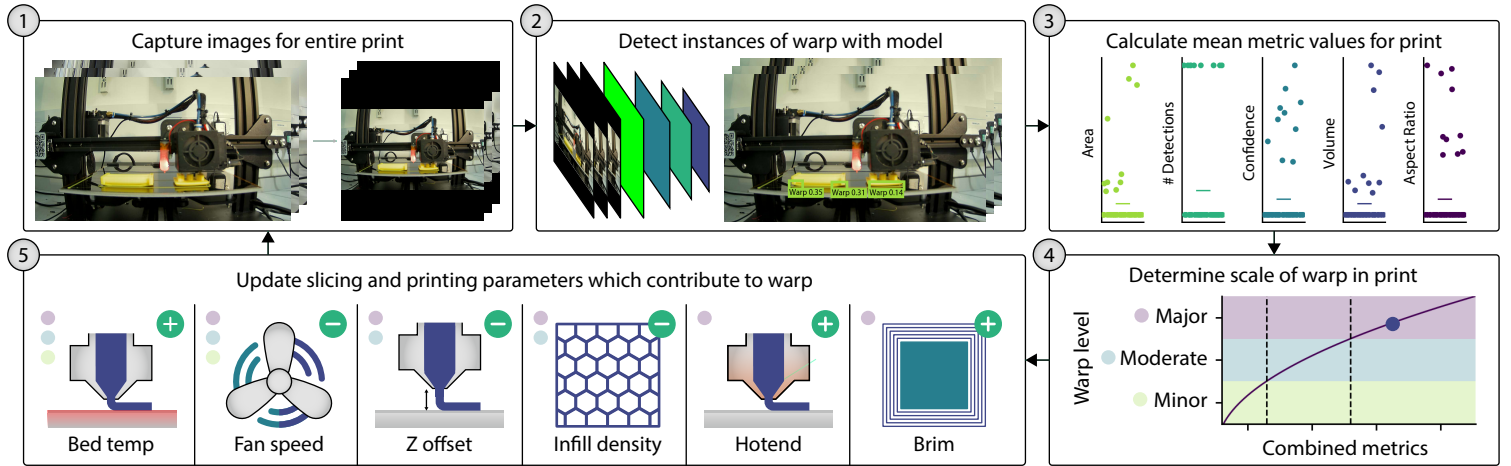 1
Capture images for entire print
2
Detect instances of warp with model
Warp 0.35
Warp 0.31
Warp 0.14
3
Calculate mean metric values for print
Area
# Detections
Confidence
Volume
Aspect Ratio
4
Determine scale of warp in print
Warp level
Major
Moderate
Minor
Combined metrics
5
Update slicing and printing parameters which contribute to warp
+
−
−
−
+
+
Bed temp
Fan speed
Z offset
Infill density
Hotend
Brim